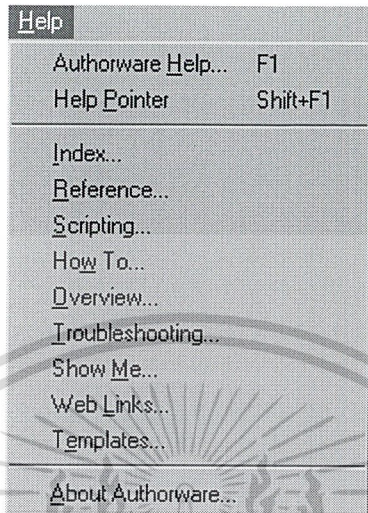 Help
Authorware Help... F1
Help Pointer Shift+F1
Index...
Reference...
Scripting...
How To...
Overview...
Troubleshooting...
Show Me...
Web Links...
Templates...
About Authorware...